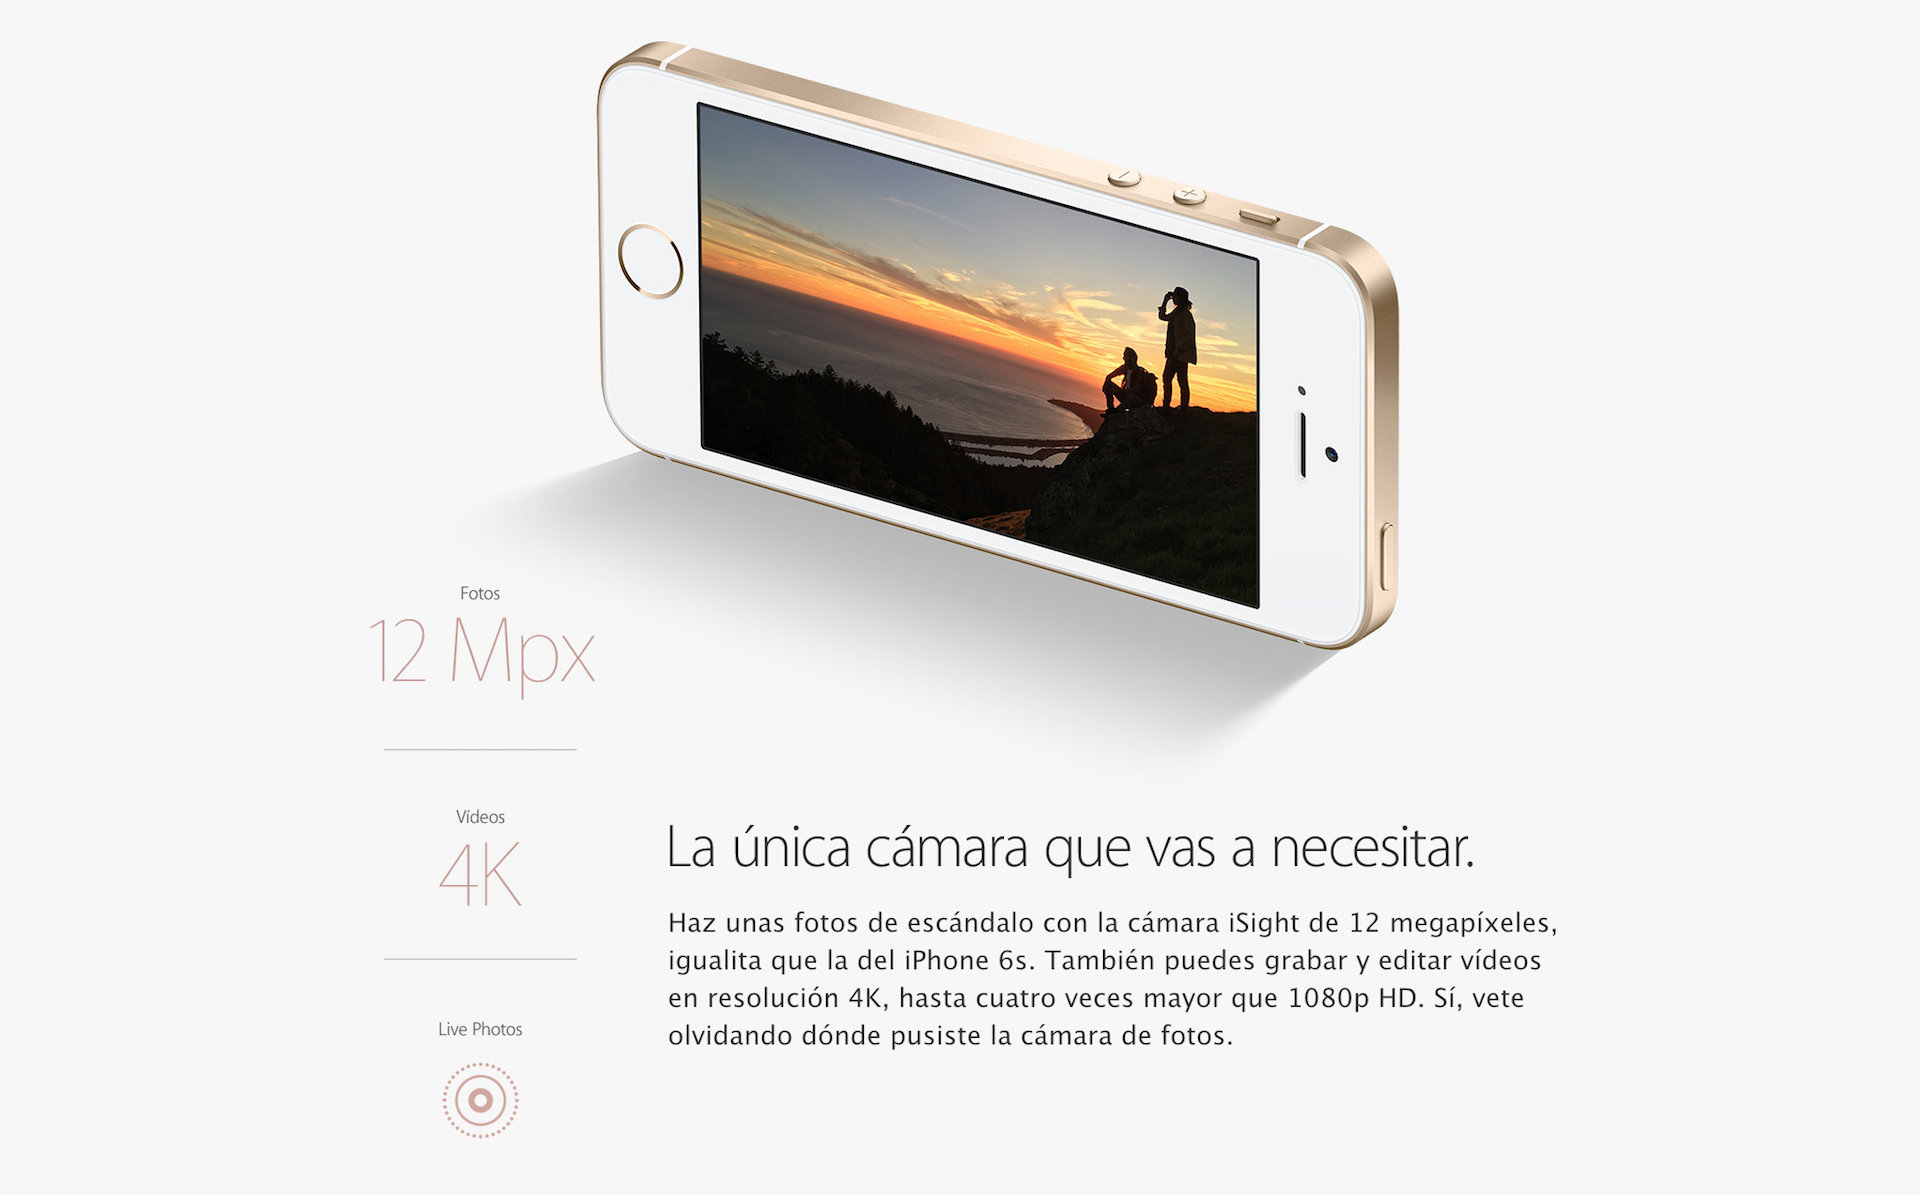 Fotos
12 Mpx
Vídeos
4K
Live Photos
La única cámara que vas a necesitar.
Haz unas fotos de escándalo con la cámara iSight de 12 megapíxeles,
igualita que la del iPhone 6s. También puedes grabar y editar vídeos
en resolución 4K, hasta cuatro veces mayor que 1080p HD. Sí, vete
olvidando dónde pusiste la cámara de fotos.